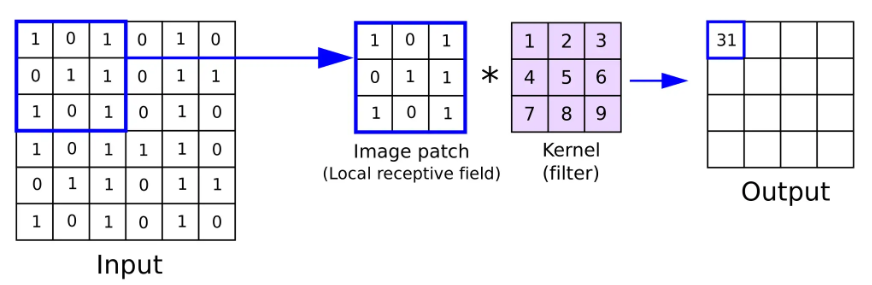 1 0 1 0 1 0
0 1 1 0 1 1
1 0 1 0 1 0
1 0 1 1 1 0
0 1 1 0 1 1
1 0 1 0 1 0
Input
1 0 1
0 1 1
1 0 1
Image patch
(Local receptive field)
*
1 2 3
4 5 6
7 8 9
Kernel
(filter)
31
Output